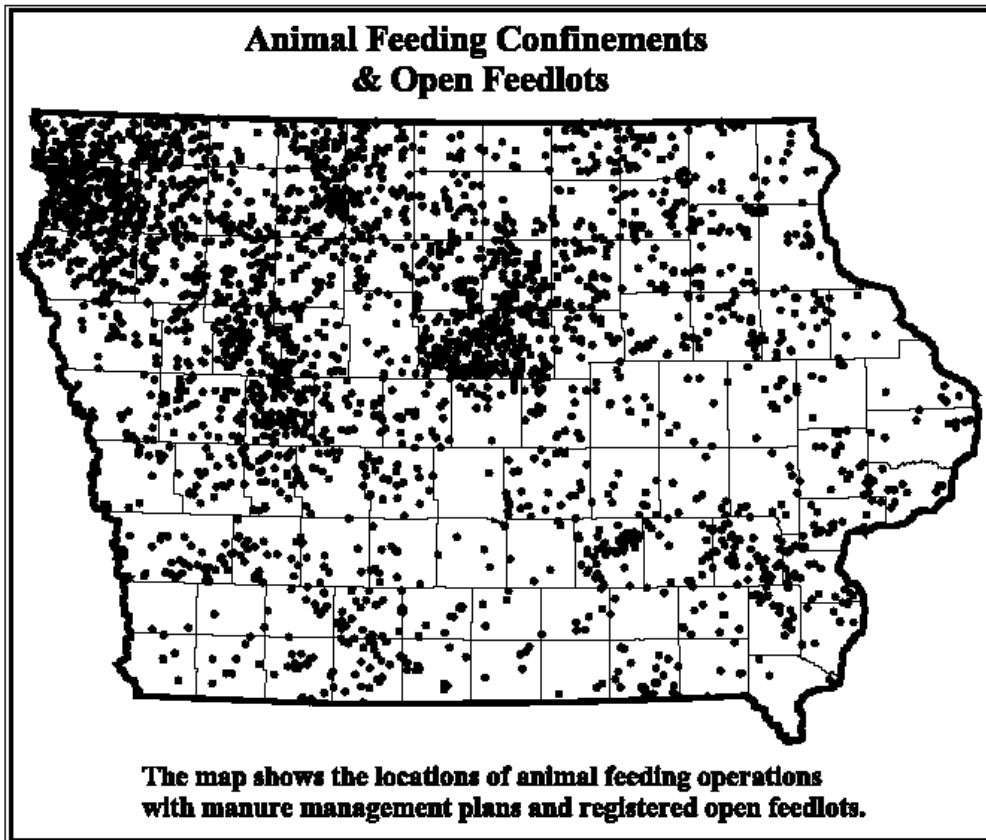 Animal Feeding Confinements
& Open Feedlots
The map shows the locations of animal feeding operations
with manure management plans and registered open feedlots.